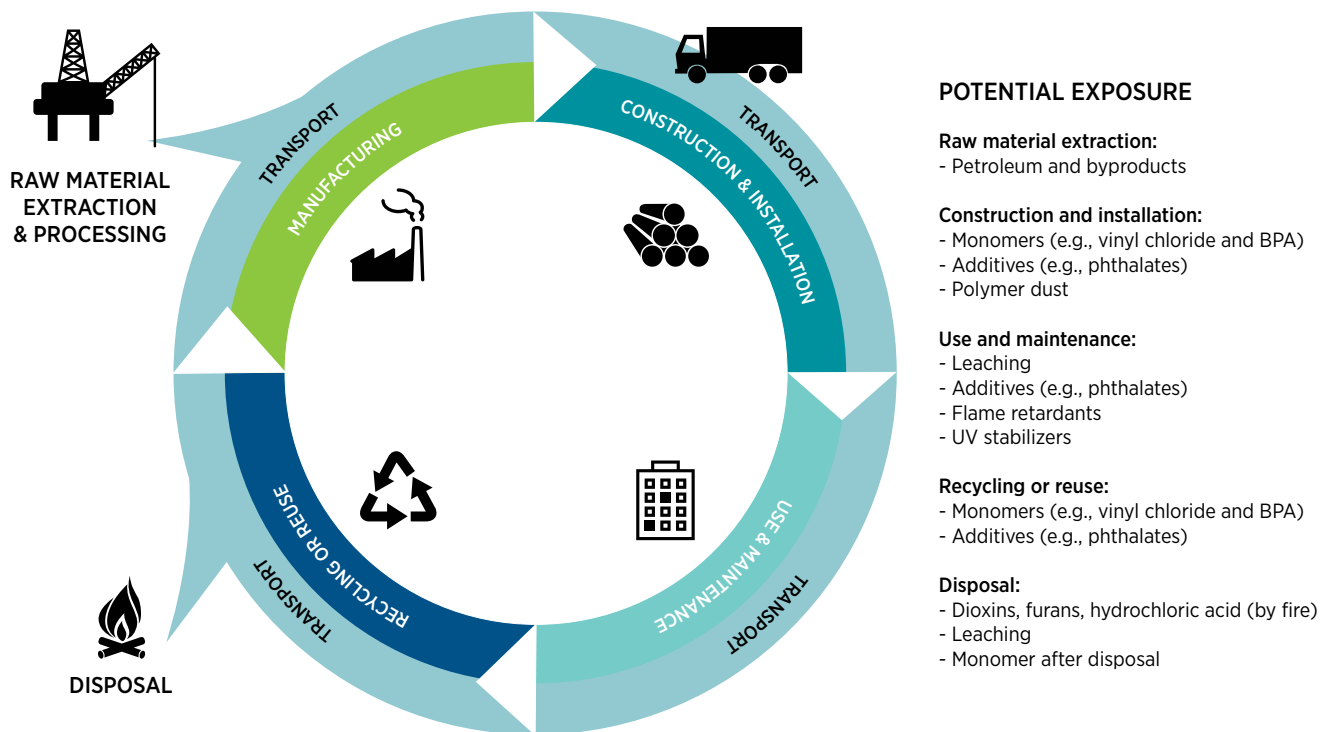 RAW MATERIAL
EXTRACTION
& PROCESSING
TRANSPORT
MANUFACTURING
CONSTRUCTION & INSTALLATION
TRANSPORT
USE & MAINTENANCE
TRANSPORT
RECYCLING OR REUSE
TRANSPORT
DISPOSAL
POTENTIAL EXPOSURE
Raw material extraction:
- Petroleum and byproducts
Construction and installation:
- Monomers (e.g., vinyl chloride and BPA)
- Additives (e.g., phthalates)
- Polymer dust
Use and maintenance:
- Leaching
- Additives (e.g., phthalates)
- Flame retardants
- UV stabilizers
Recycling or reuse:
- Monomers (e.g., vinyl chloride and BPA)
- Additives (e.g., phthalates)
Disposal:
- Dioxins, furans, hydrochloric acid (by fire)
- Leaching
- Monomer after disposal